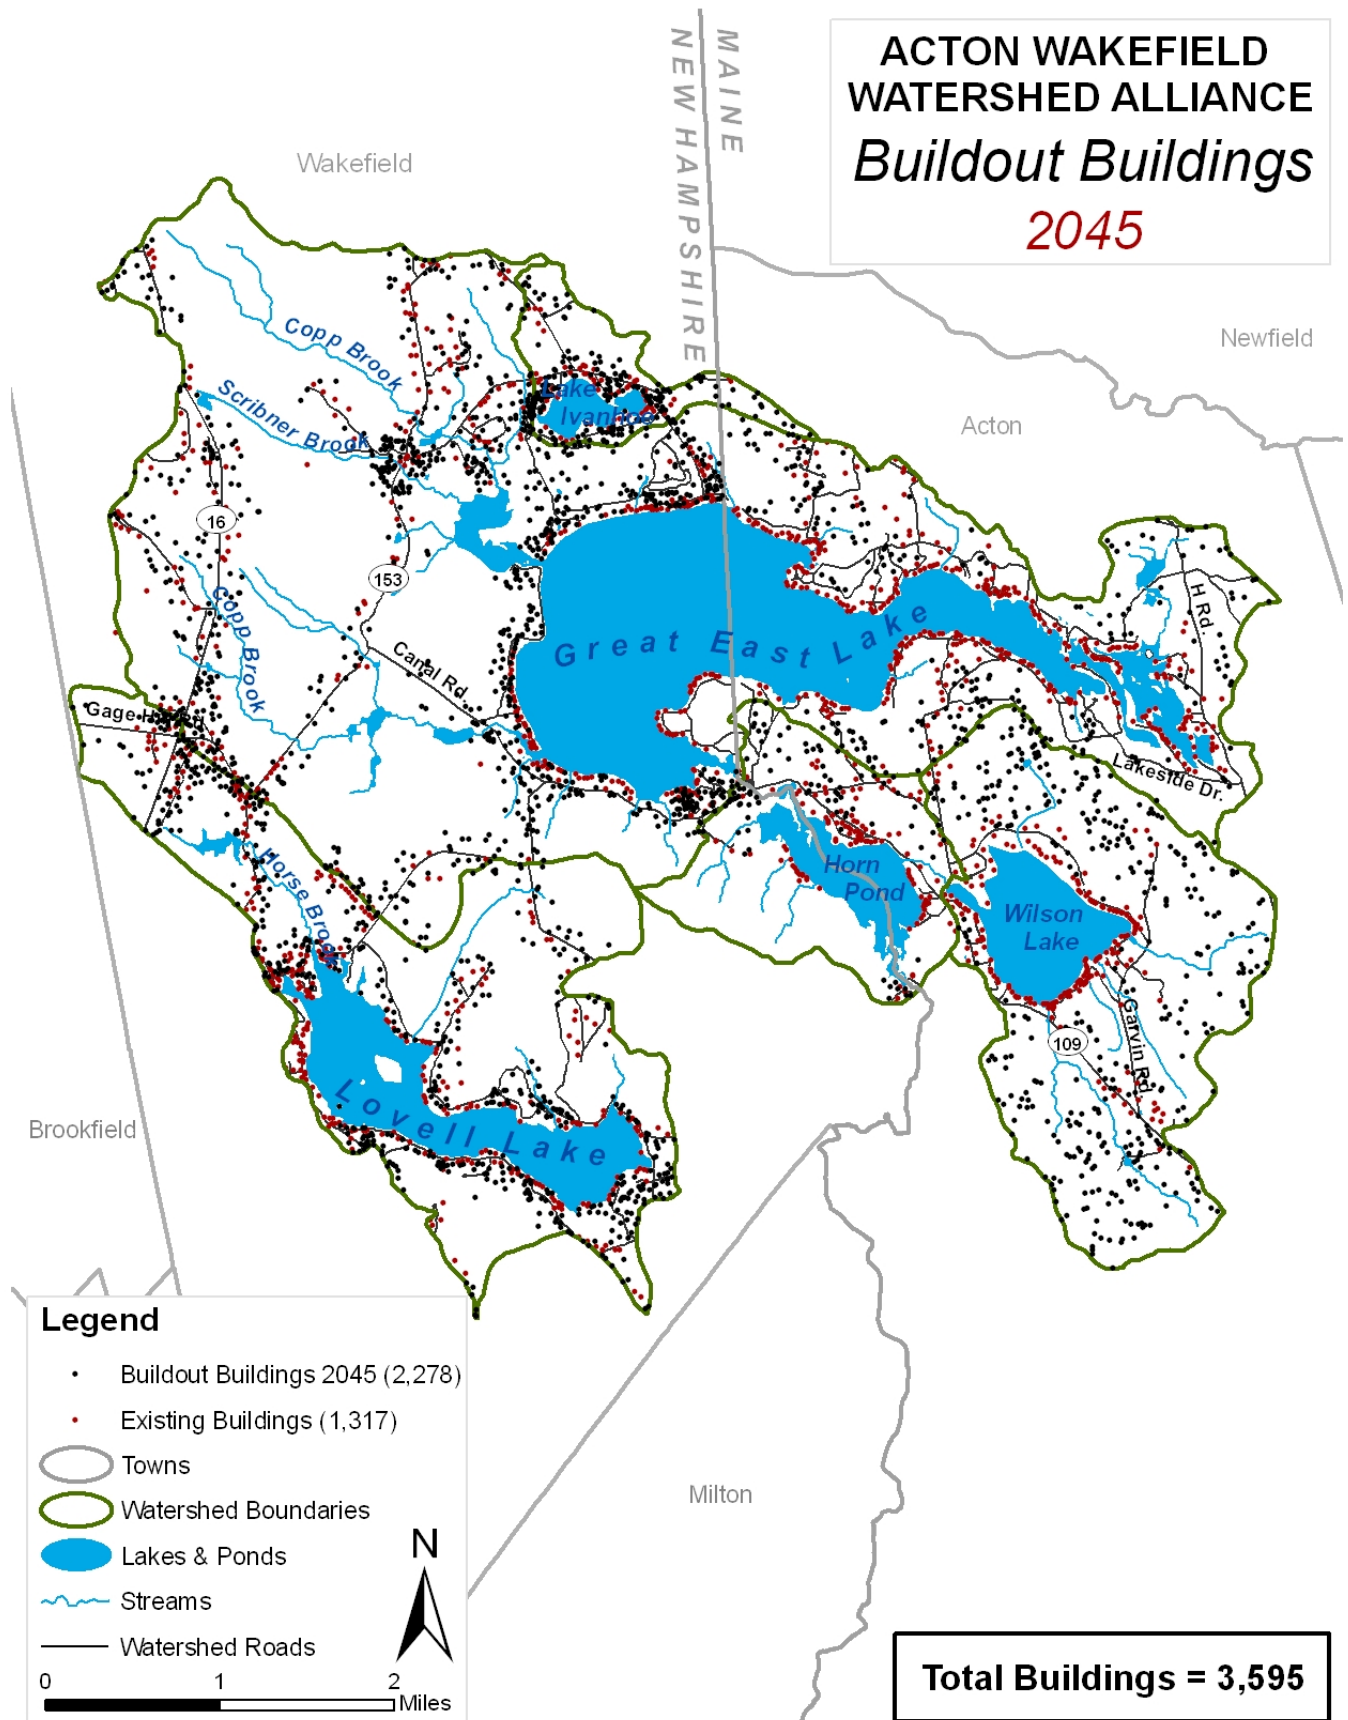 ACTON WAKEFIELD
WATERSHED ALLIANCE
Buildout Buildings
2045
MAINE
NEW HAMPSHIRE
Wakefield
Newfield
Acton
Copp Brook
Scribner Brook
Lake
Ivanhoe
16
153
Copp Brook
Canal Rd.
Great East Lake
H Rd.
Lakeside Dr.
Horse Brook
Horn
Pond
Wilson
Lake
Garvin Rd
109
Lovell Lake
Brookfield
Milton
Legend
Buildout Buildings 2045 (2,278)
Existing Buildings (1,317)
Towns
Watershed Boundaries
Lakes & Ponds
Streams
Watershed Roads
N
0 1 2
Miles
Total Buildings = 3,595